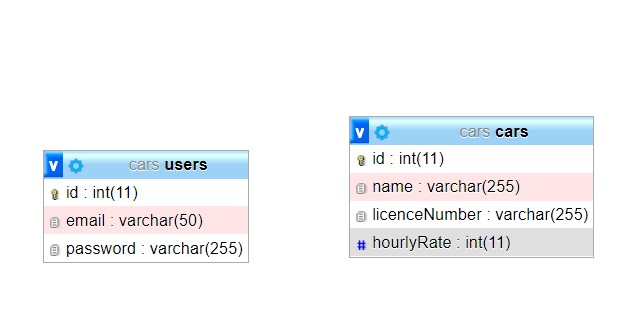 v cars users
id : int(11)
email : varchar(50)
password : varchar(255)
v cars cars
id : int(11)
name : varchar(255)
licenceNumber : varchar(255)
# hourlyRate : int(11)